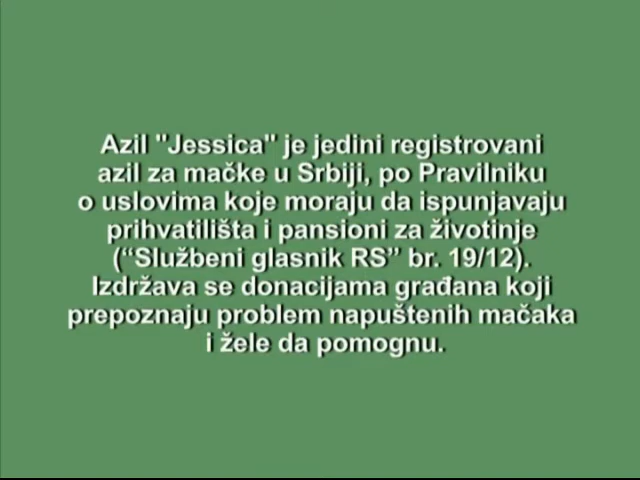 Azil "Jessica" je jedini registrovani
azil za mačke u Srbiji, po Pravilniku
o uslovima koje moraju da ispunjavaju
prihvatilišta i pansioni za životinje
(“Službeni glasnik RS” br. 19/12).
Izdržava se donacijama građana koji
prepoznaju problem napuštenih mačaka
i žele da pomognu.